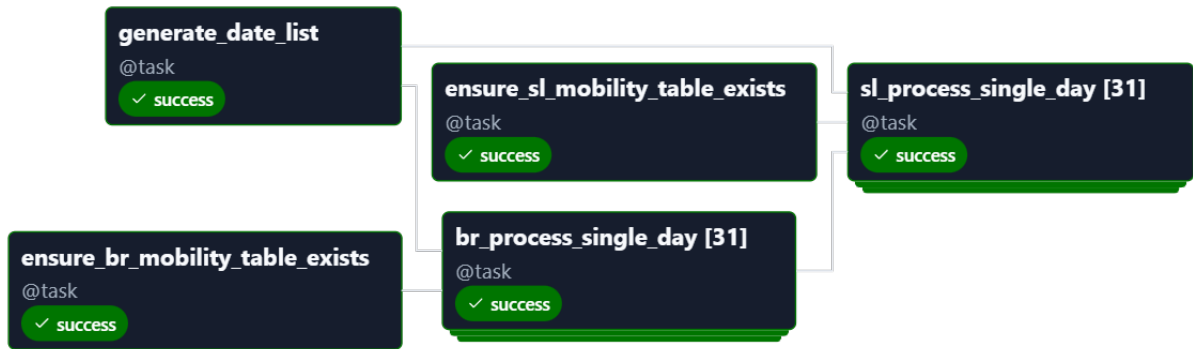 generate_date_list
@task
success
ensure_sl_mobility_table_exists
@task
success
sl_process_single_day [31]
@task
success
ensure_br_mobility_table_exists
@task
success
br_process_single_day [31]
@task
success